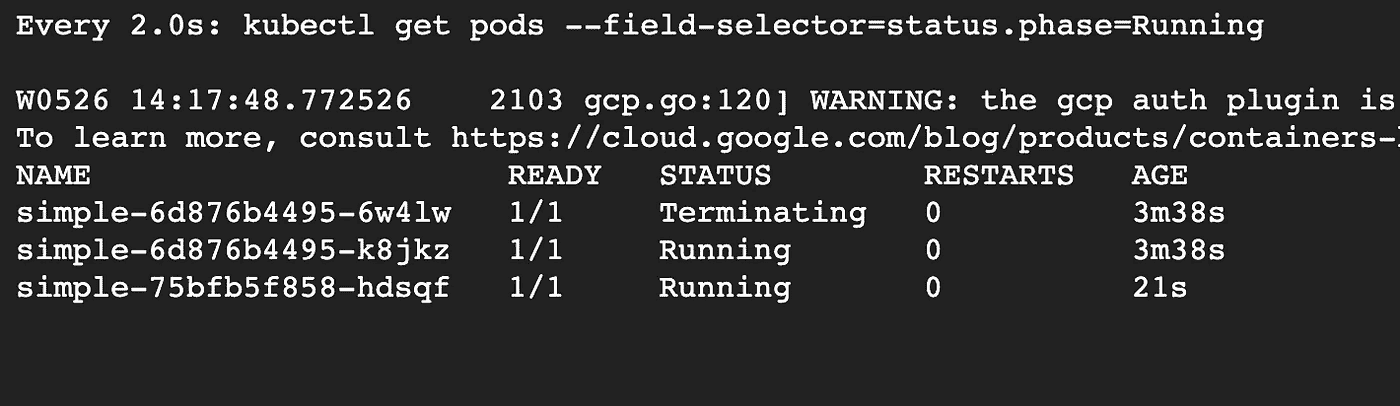 Every 2.0s: kubectl get pods --field-selector=status.phase=Running
W0526 14:17:48.772526    2103 gcp.go:120] WARNING: the gcp auth plugin is
To learn more, consult https://cloud.google.com/blog/products/containers-
NAME                      READY   STATUS        RESTARTS   AGE
simple-6d876b4495-6w4lw   1/1     Terminating   0          3m38s
simple-6d876b4495-k8jkz   1/1     Running       0          3m38s
simple-75bfb5f858-hdsqf   1/1     Running       0          21s